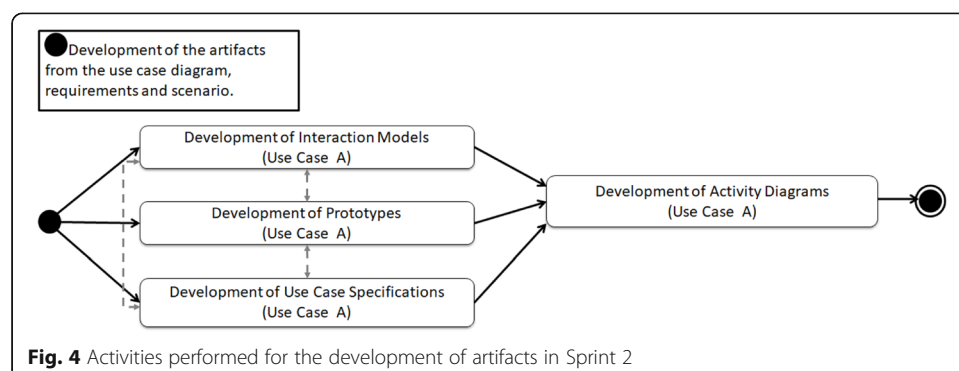 Development of the artifacts
from the use case diagram,
requirements and scenario.
Development of Interaction Models
(Use Case A)
Development of Prototypes
(Use Case A)
Development of Use Case Specifications
(Use Case A)
Development of Activity Diagrams
(Use Case A)
Fig. 4 Activities performed for the development of artifacts in Sprint 2